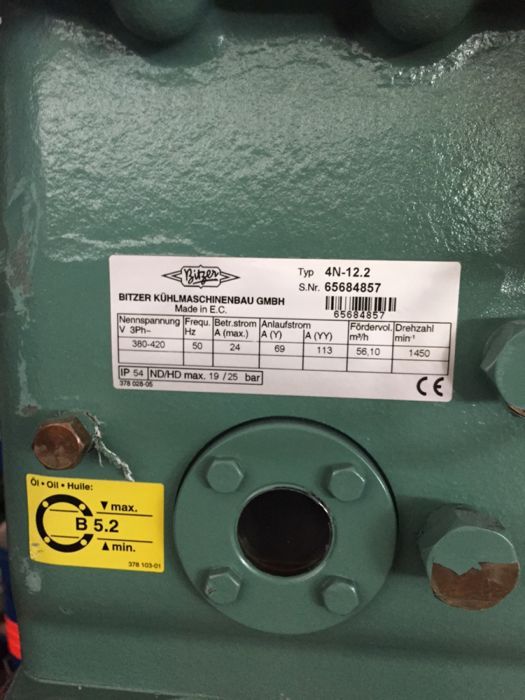 Bitzer
Typ 4N-12.2
S.Nr. 65684857
65684857
BITZER KÜHLMASCHINENBAU GMBH
Made in E.C.
Nennspannung Frequ. Betr.strom Anlaufstrom Fördervol. Drehzahl
V 3Ph~ Hz A (max.) A (Y) A (YY) m³/h min-¹
380-420 50 24 69 113 56,10 1450
IP 54 ND/HD max. 19 / 25 bar
378 028-05
CE
Öl • Oil • Huile:
▼ max.
B 5.2
▲ min.
378 103-01